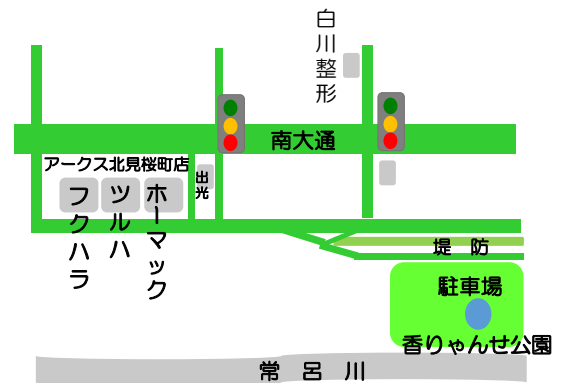 白川整形
南大通
アークス北見桜町店
出光
フクハラ
ツルハ
ホーマック
堤 防
駐車場
香りゃんせ公園
常 呂 川